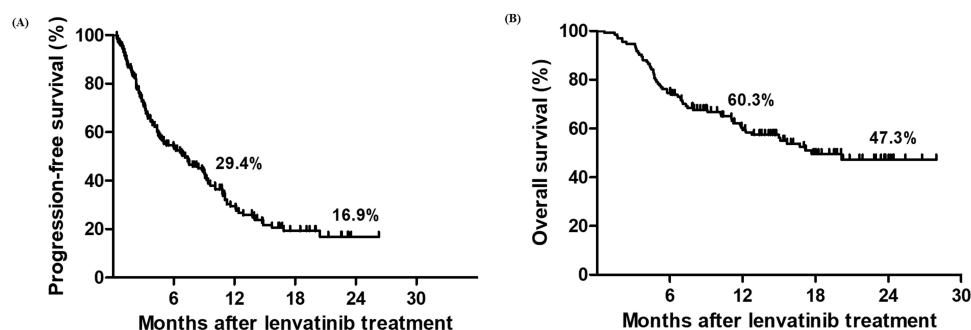 (A)
Progression-free survival (%)
100
80
60
40
20
0
29.4%
16.9%
6 12 18 24 30
Months after lenvatinib treatment
(B)
Overall survival (%)
100
80
60
40
20
0
60.3%
47.3%
6 12 18 24 30
Months after lenvatinib treatment